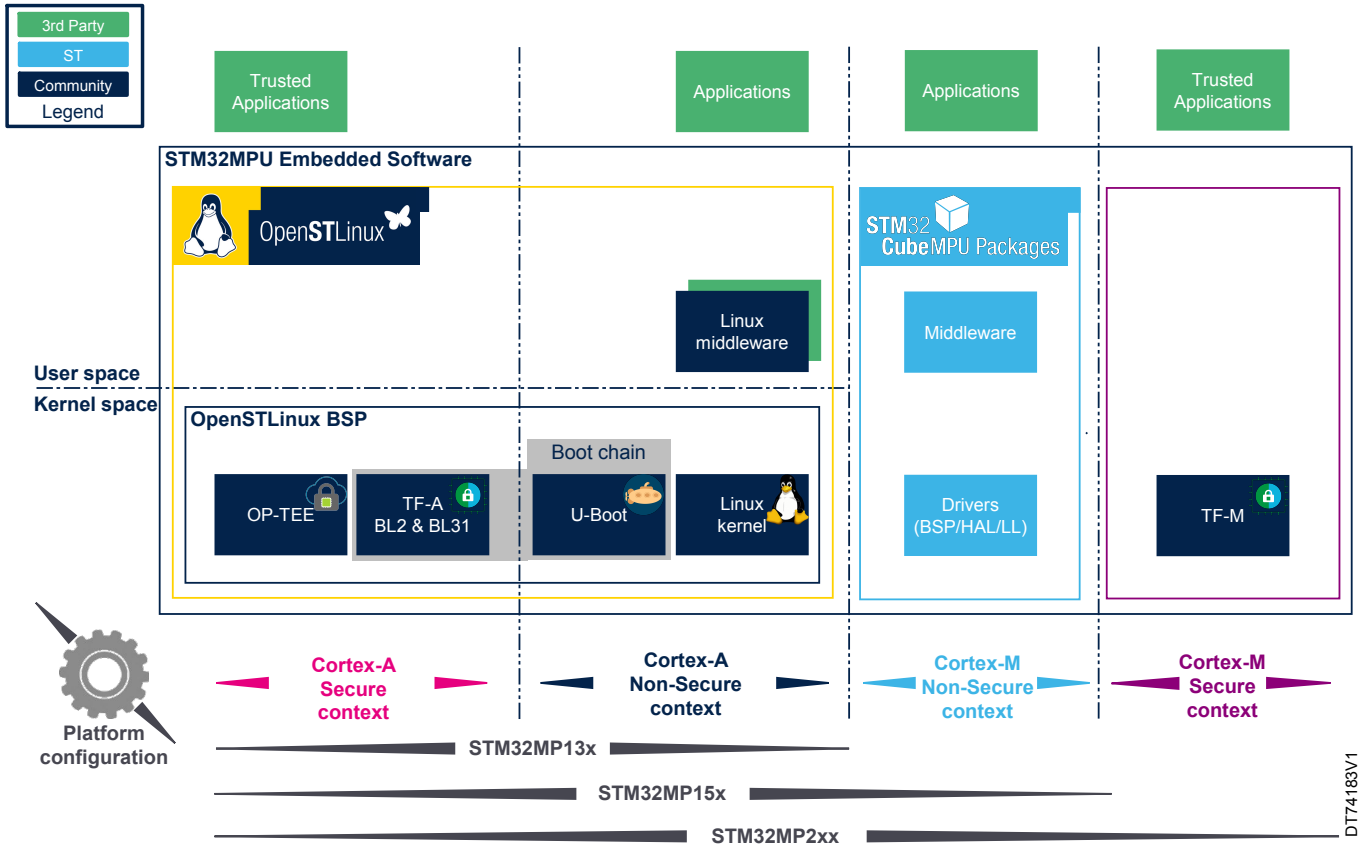 3rd Party
ST
Community
Legend
Trusted
Applications
Applications
Applications
Trusted
Applications
STM32MPU Embedded Software
OpenSTLinux
STM32
CubeMPU Packages
Linux
middleware
Middleware
User space
Kernel space
OpenSTLinux BSP
Boot chain
OP-TEE
TF-A
BL2 & BL31
U-Boot
Linux
kernel
Drivers
(BSP/HAL/LL)
TF-M
Platform
configuration
Cortex-A
Secure
context
Cortex-A
Non-Secure
context
Cortex-M
Non-Secure
context
Cortex-M
Secure
context
STM32MP13x
STM32MP15x
STM32MP2xx
DT74183V1